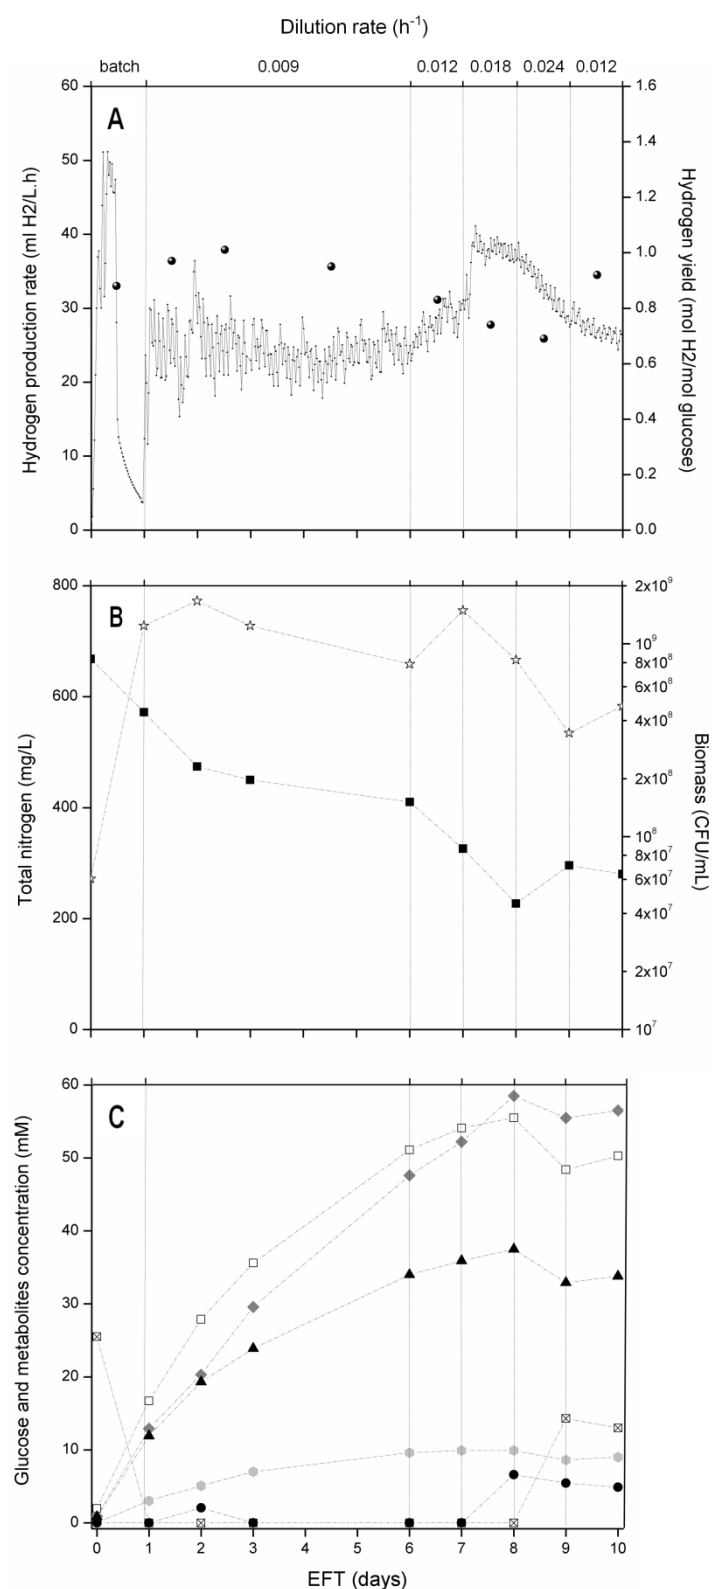 Dilution rate (h⁻¹)
batch 0.009 0.012 0.018 0.024 0.012
A
Hydrogen production rate (ml H2/L.h)
60
50
40
30
20
10
0
1.6
1.4
1.2
1.0
0.8
0.6
0.4
0.2
0.0
Hydrogen yield (mol H2/mol glucose)
B
Total nitrogen (mg/L)
800
600
400
200
0
2x10⁹
10⁹
8x10⁸
6x10⁸
4x10⁸
2x10⁸
10⁸
8x10⁷
6x10⁷
4x10⁷
2x10⁷
10⁷
Biomass (CFU/mL)
C
Glucose and metabolites concentration (mM)
60
50
40
30
20
10
0
0 1 2 3 6 7 8 9 10
EFT (days)